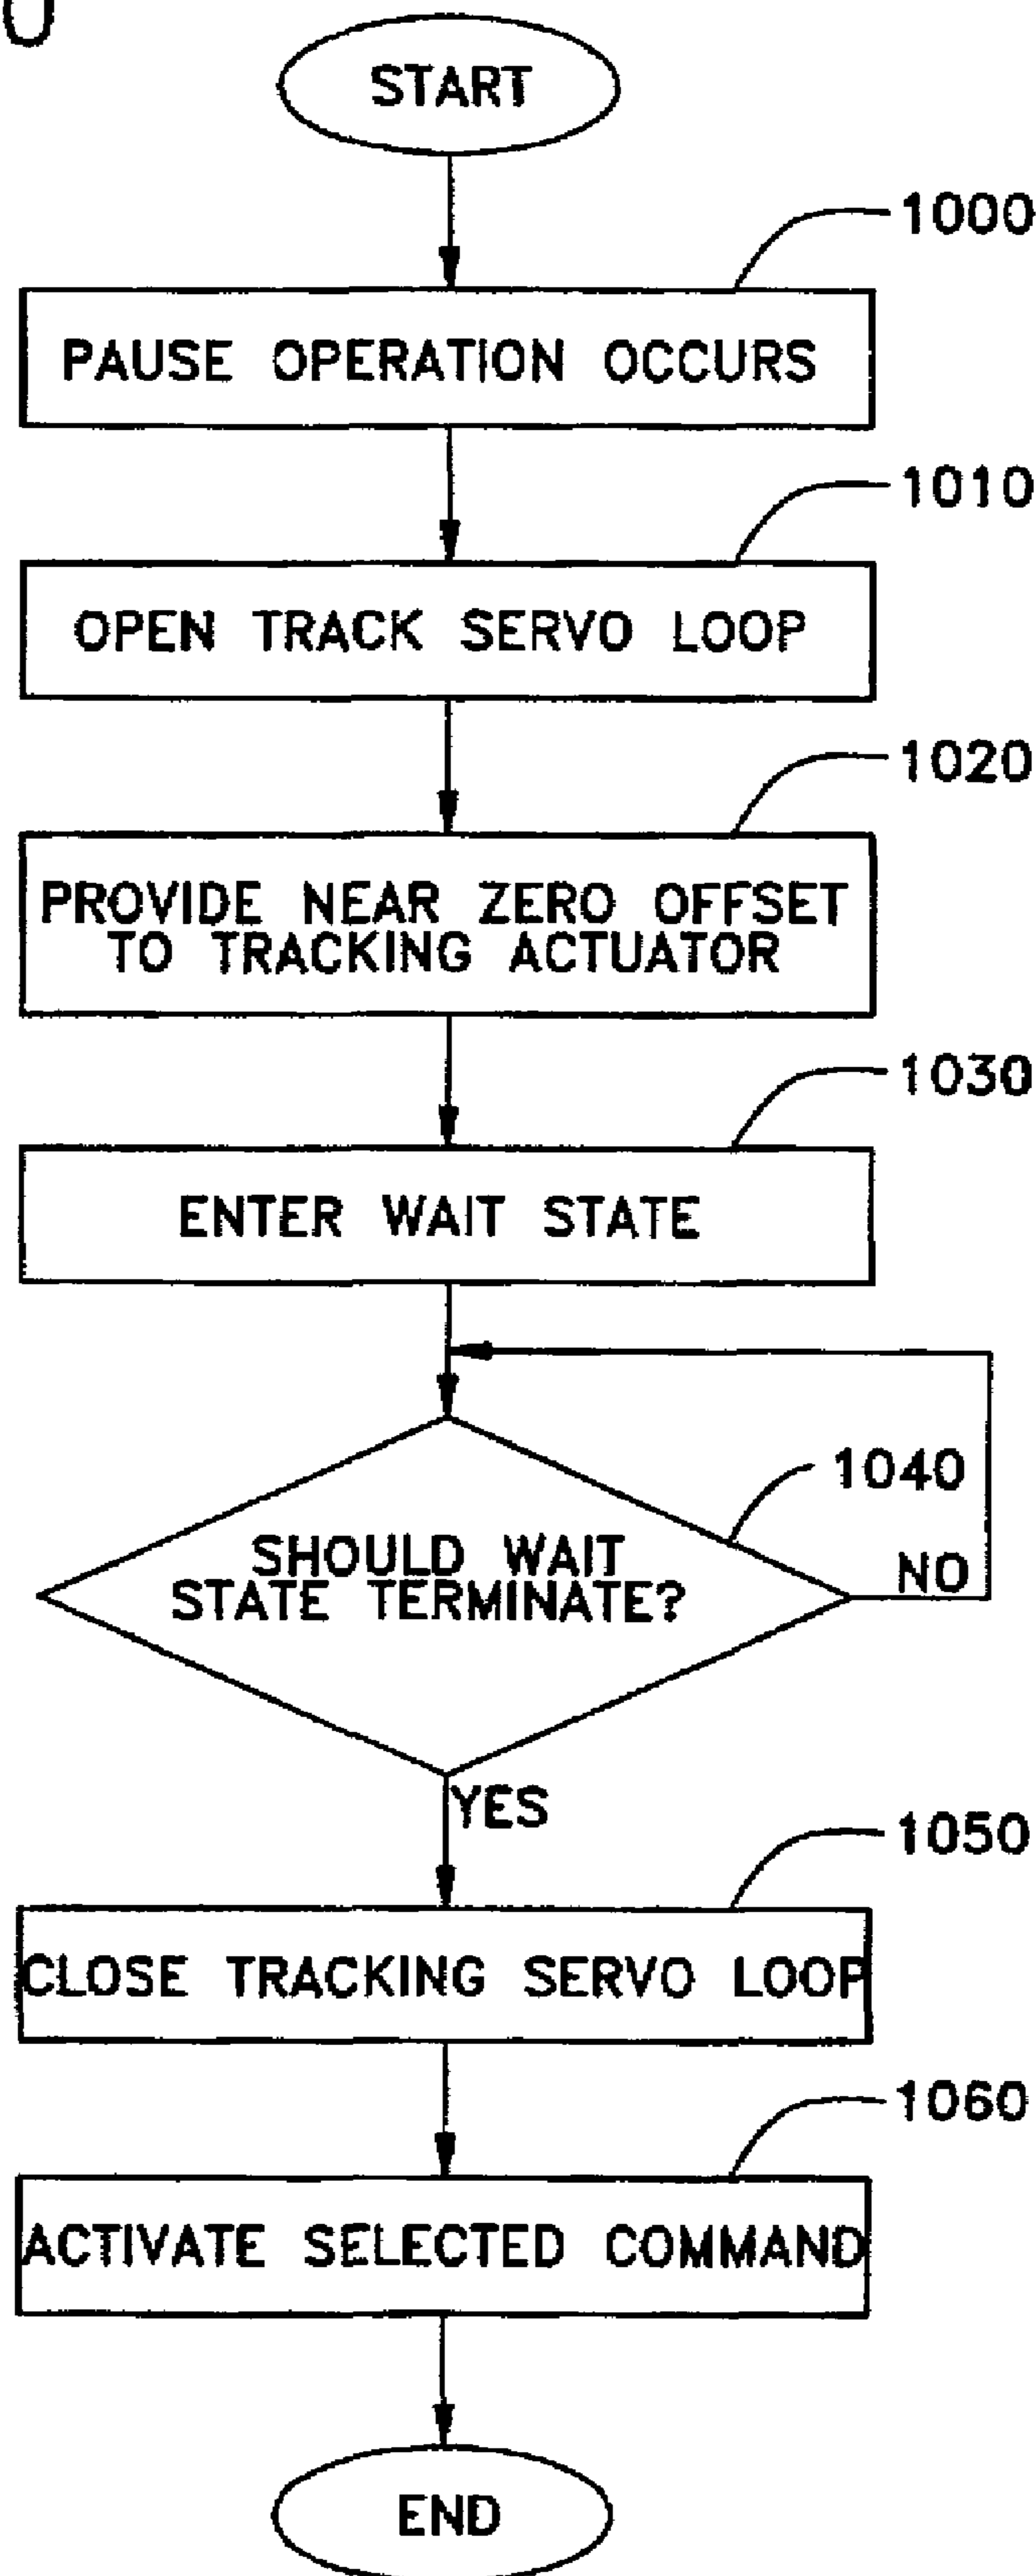 0
START
1000
PAUSE OPERATION OCCURS
1010
OPEN TRACK SERVO LOOP
1020
PROVIDE NEAR ZERO OFFSET
TO TRACKING ACTUATOR
1030
ENTER WAIT STATE
1040
SHOULD WAIT
STATE TERMINATE?
NO
YES
1050
CLOSE TRACKING SERVO LOOP
1060
ACTIVATE SELECTED COMMAND
END